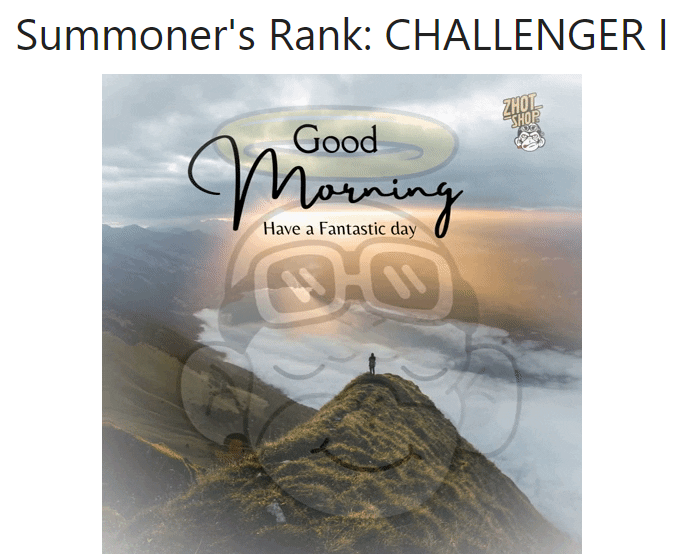 Summoner's Rank: CHALLENGER I
ZHOT
SHOP
Good
Morning
Have a Fantastic day